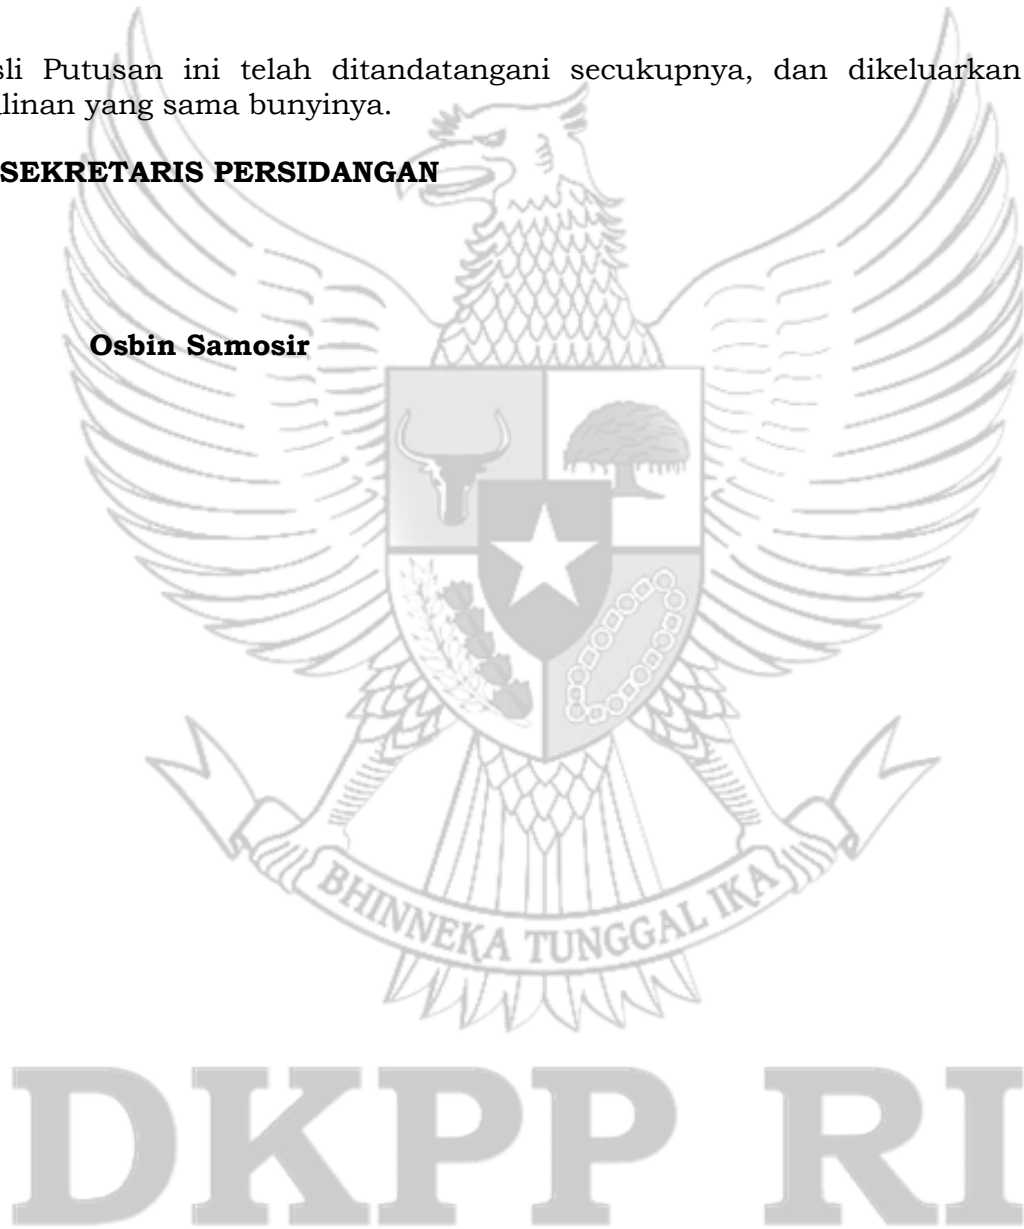 sli Putusan ini telah ditandatangani secukupnya, dan dikeluarkan
linan yang sama bunyinya.
SEKRETARIS PERSIDANGAN
Osbin Samosir
BHINNEKA TUNGGAL IKA
DKPP RI